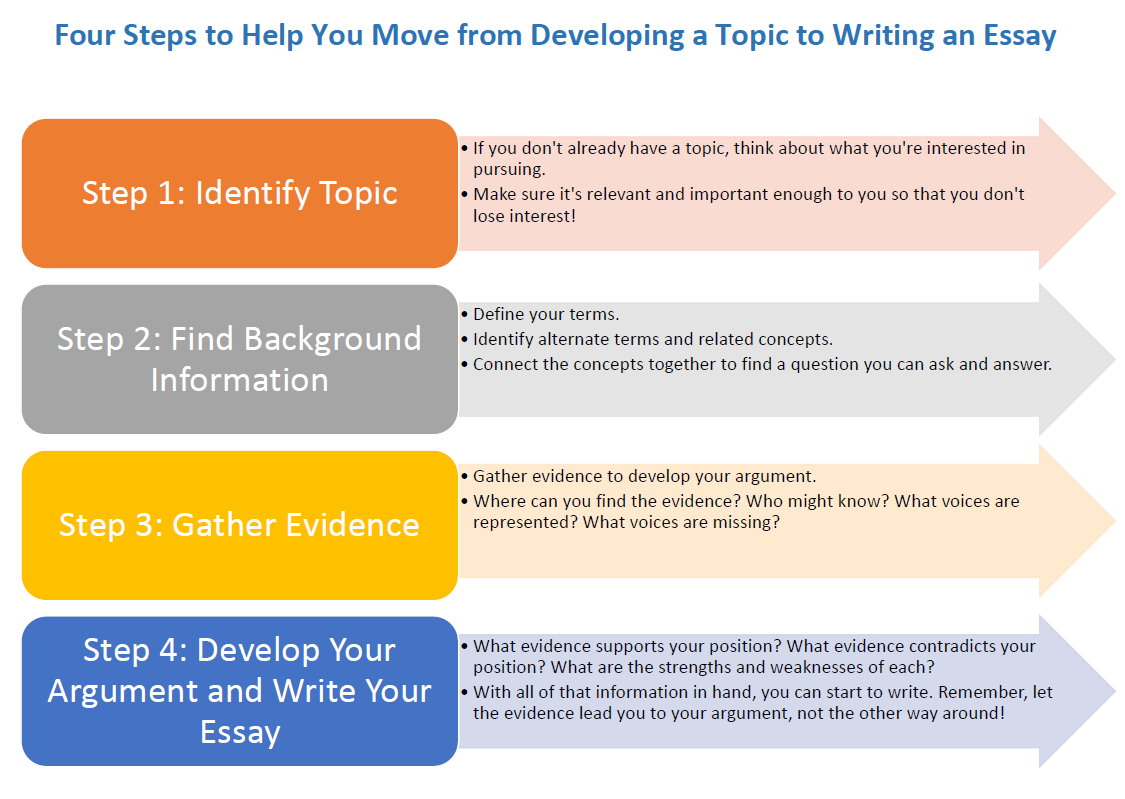 Four Steps to Help You Move from Developing a Topic to Writing an Essay
Step 1: Identify Topic
• If you don't already have a topic, think about what you're interested in
pursuing.
• Make sure it's relevant and important enough to you so that you don't
lose interest!
Step 2: Find Background
Information
• Define your terms.
• Identify alternate terms and related concepts.
• Connect the concepts together to find a question you can ask and answer.
Step 3: Gather Evidence
• Gather evidence to develop your argument.
• Where can you find the evidence? Who might know? What voices are
represented? What voices are missing?
Step 4: Develop Your
Argument and Write Your
Essay
• What evidence supports your position? What evidence contradicts your
position? What are the strengths and weaknesses of each?
• With all of that information in hand, you can start to write. Remember, let
the evidence lead you to your argument, not the other way around!